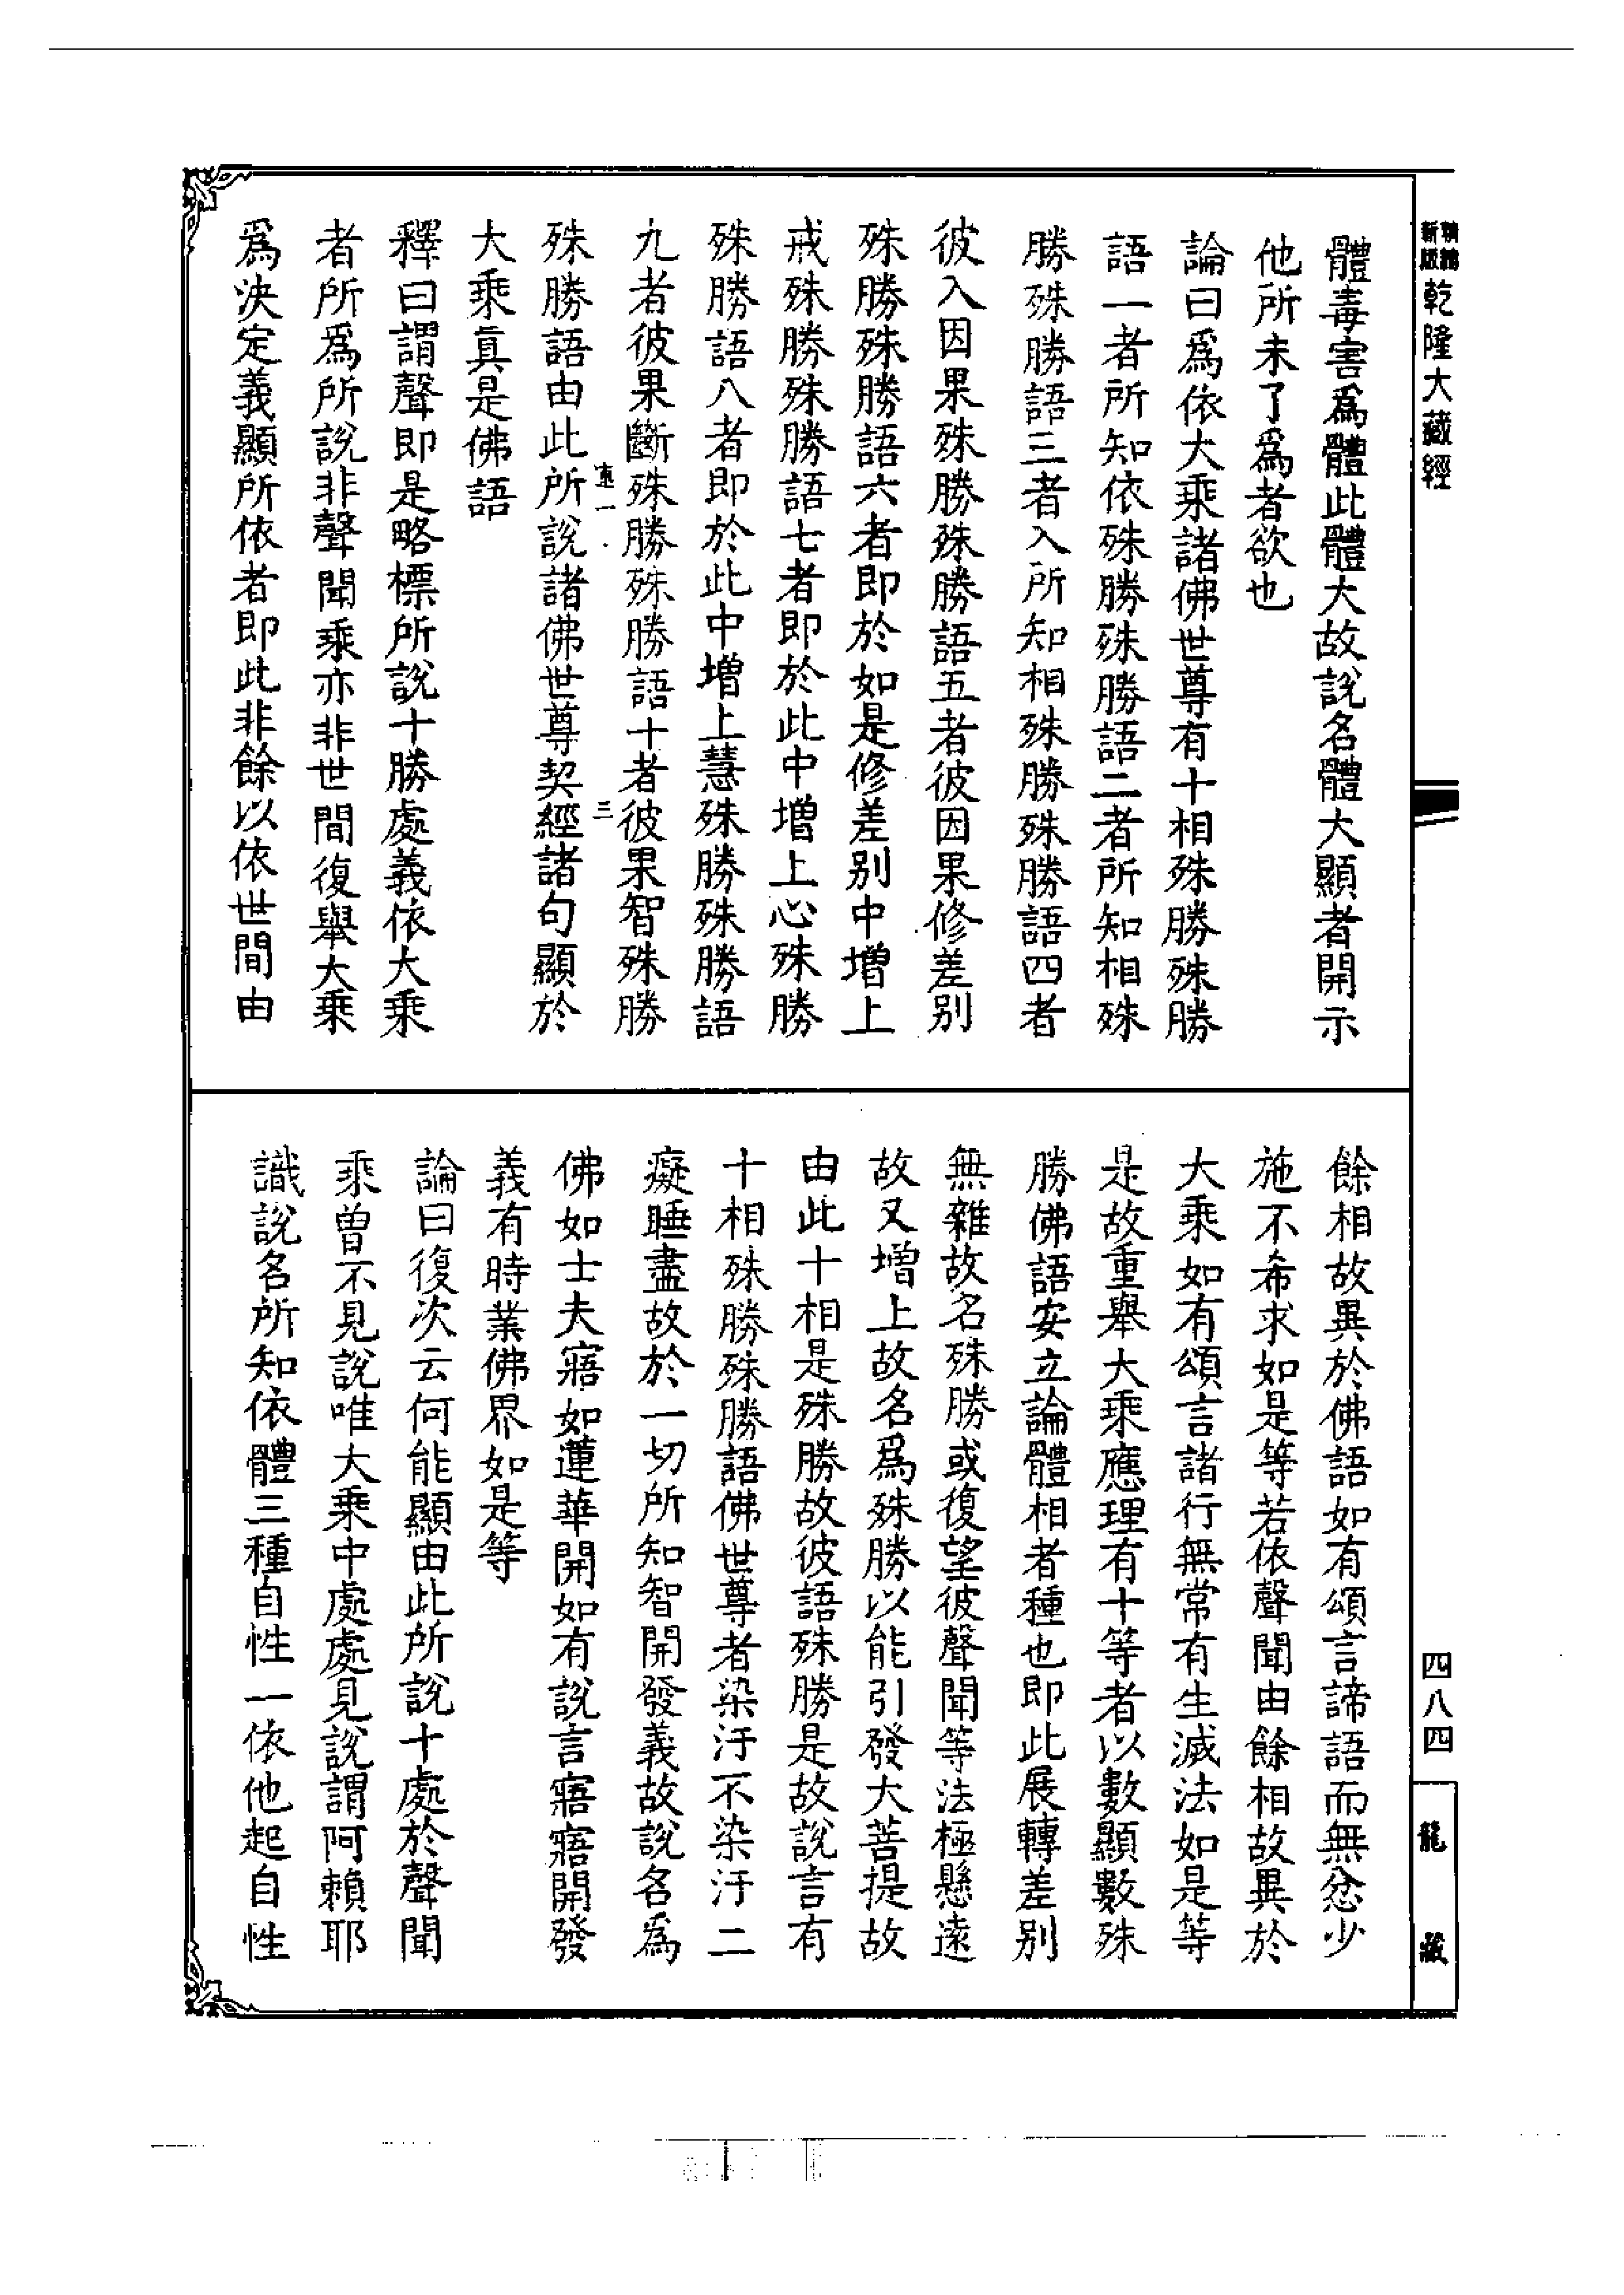 新版
精縮
乾隆大藏經
體毒害為體此體大故說名體大顯者開示
他所未了為者欲也
論曰為依大乘諸佛世尊有十相殊勝殊勝
語一者所知依殊勝殊勝語二者所知相殊
勝殊勝語三者入所知相殊勝殊勝語四者
彼入因果殊勝殊勝語五者彼因果修差別
殊勝殊勝語六者即於如是修差別中增上
戒殊勝殊勝語七者即於此中增上心殊勝
殊勝語八者即於此中增上慧殊勝殊勝語
九者彼果斷殊勝殊勝語十者彼果智殊勝
殊勝語由此所說諸佛世尊契經諸句顯於
大乘真是佛語
釋曰謂聲即是略標所說十勝處義依大乘
者所為所說非聲聞乘亦非世間復舉大乘
為決定義顯所依者即此非餘以依世間由
餘相故異於佛語如有頌言諦語而無忿少
施不希求如是等若依聲聞由餘相故異於
大乘如有頌言諸行無常有生滅法如是等
是故重舉大乘應理有十等者以數顯數殊
勝佛語安立論體相者種也即此展轉差別
無雜故名殊勝或復望彼聲聞等法極懸遠
故又增上故名為殊勝以能引發大菩提故
由此十相是殊勝故彼語殊勝是故說言有
十相殊勝殊勝語佛世尊者染汙不染汙二
癡睡盡故於一切所知智開發義故說名為
佛如士夫寤如蓮華開如有說言寤寤開發
義有時業佛界如是等
論曰復次云何能顯由此所說十處於聲聞
乘曾不見說唯大乘中處處見說謂阿賴耶
識說名所知依體三種自性一依他起自性
四八四
龍藏